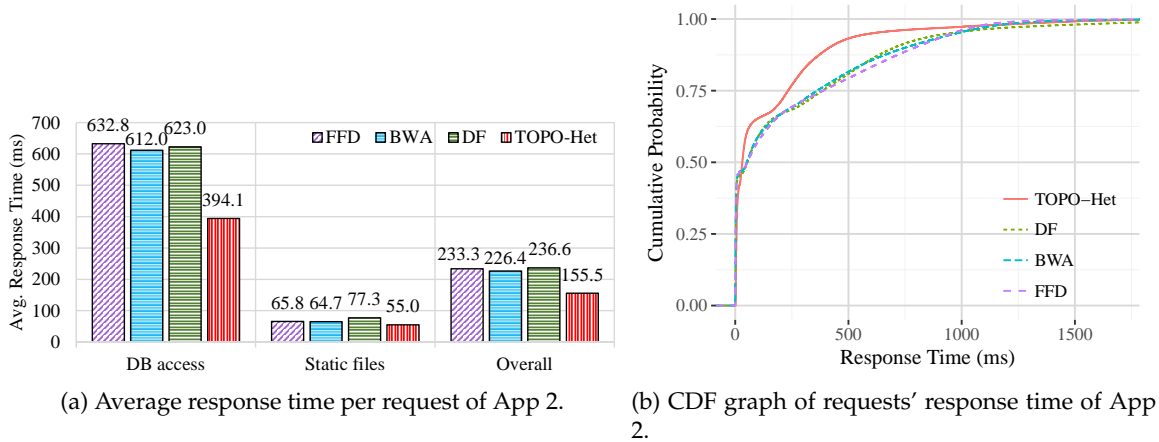 700
600
500
400
300
200
100
0
Avg. Response Time (ms)
FFD BWA DF TOPO-Het
632.8 612.0 623.0 394.1
65.8 64.7 77.3 55.0
233.3 226.4 236.6 155.5
DB access Static files Overall
(a) Average response time per request of App 2.
1.00
0.75
0.50
0.25
0.00
Cumulative Probability
TOPO−Het
DF
BWA
FFD
0 500 1000 1500
Response Time (ms)
(b) CDF graph of requests’ response time of App
2.